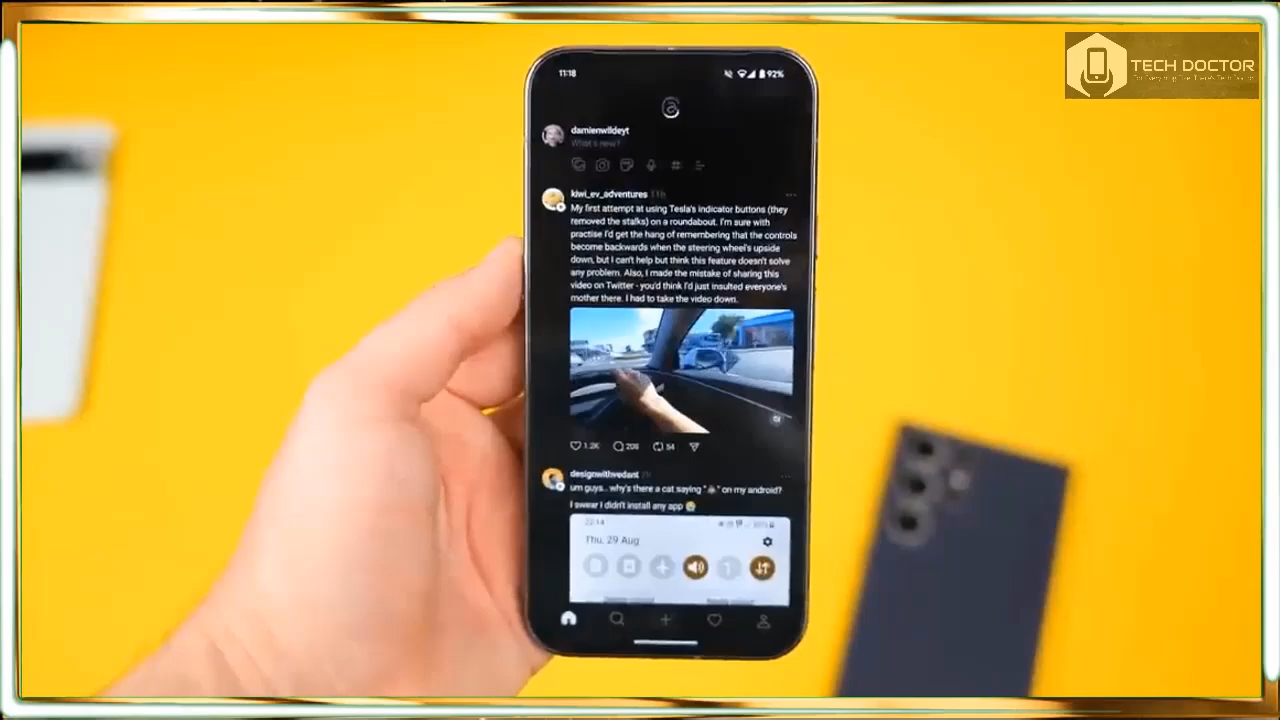 TECH DOCTOR
11:18
92%
damienwildeyt
What's new?
kiwi_ev_adventures 11h
My first attempt at using Tesla's indicator buttons (they
removed the stalks) on a roundabout. I'm sure with
practise I'd get the hang of remembering that the controls
become backwards when the steering wheel's upside
down, but I can't help but think this feature doesn't solve
any problem. Also, I made the mistake of sharing this
video on Twitter - you'd think I'd just insulted everyone's
mother there. I had to take the video down.
1.2K 208 54
designwithvedant
um guys.. why's there a cat saying "💩" on my android?
I swear I didn't install any app 😭
22:14
Thu, 29 Aug